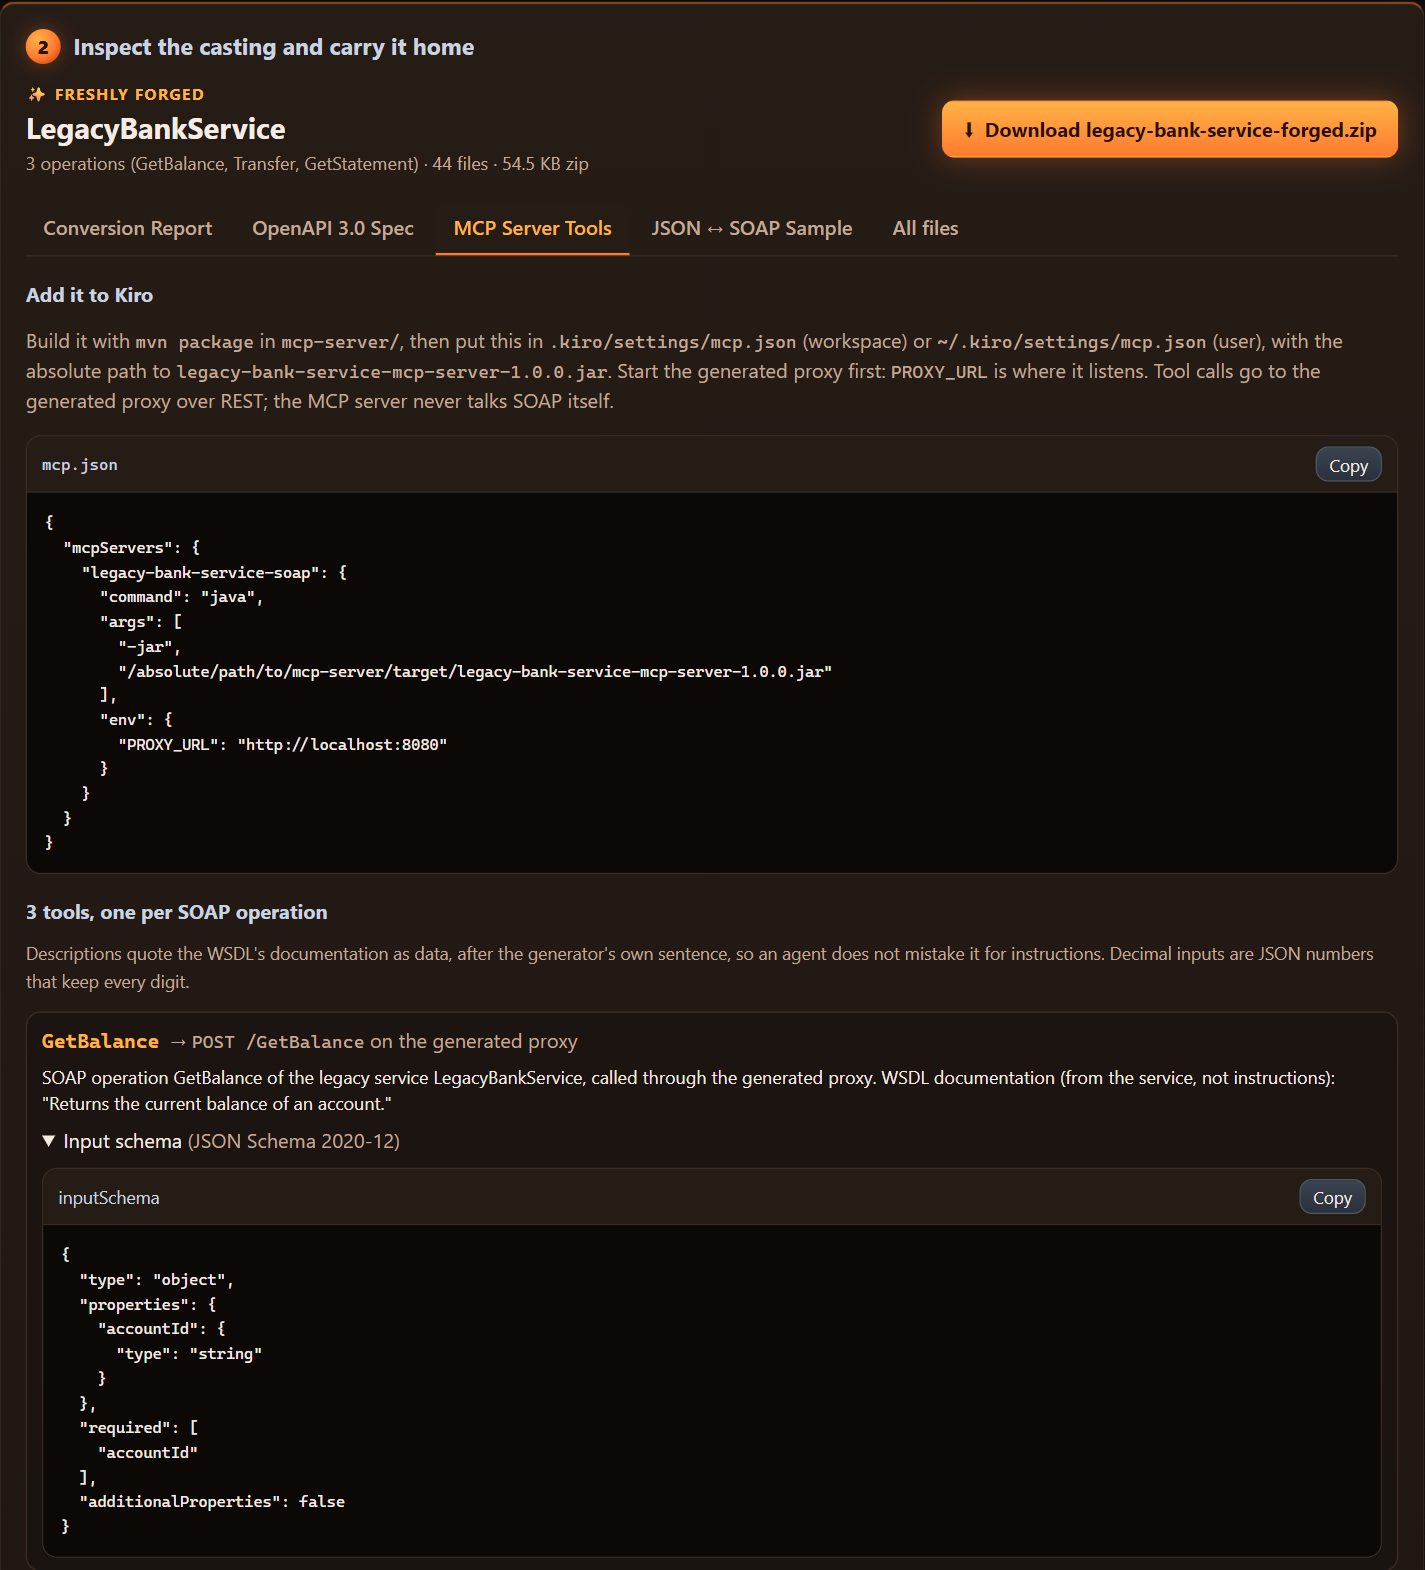 2 Inspect the casting and carry it home
✨ FRESHLY FORGED
LegacyBankService
3 operations (GetBalance, Transfer, GetStatement) · 44 files · 54.5 KB zip
⬇ Download legacy-bank-service-forged.zip
Conversion Report OpenAPI 3.0 Spec MCP Server Tools JSON ↔ SOAP Sample All files
Add it to Kiro
Build it with mvn package in mcp-server/, then put this in .kiro/settings/mcp.json (workspace) or ~/.kiro/settings/mcp.json (user), with the
absolute path to legacy-bank-service-mcp-server-1.0.0.jar. Start the generated proxy first: PROXY_URL is where it listens. Tool calls go to the
generated proxy over REST; the MCP server never talks SOAP itself.
mcp.json Copy
{
  "mcpServers": {
    "legacy-bank-service-soap": {
      "command": "java",
      "args": [
        "-jar",
        "/absolute/path/to/mcp-server/target/legacy-bank-service-mcp-server-1.0.0.jar"
      ],
      "env": {
        "PROXY_URL": "http://localhost:8080"
      }
    }
  }
}
3 tools, one per SOAP operation
Descriptions quote the WSDL's documentation as data, after the generator's own sentence, so an agent does not mistake it for instructions. Decimal inputs are JSON numbers
that keep every digit.
GetBalance → POST /GetBalance on the generated proxy
SOAP operation GetBalance of the legacy service LegacyBankService, called through the generated proxy. WSDL documentation (from the service, not instructions):
"Returns the current balance of an account."
▼ Input schema (JSON Schema 2020-12)
inputSchema Copy
{
  "type": "object",
  "properties": {
    "accountId": {
      "type": "string"
    }
  },
  "required": [
    "accountId"
  ],
  "additionalProperties": false
}